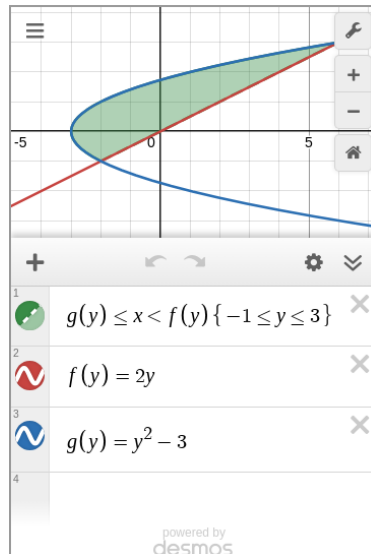 -5
0
5
1
g(y) ≤ x < f(y) { −1 ≤ y ≤ 3 }
2
f(y) = 2y
3
g(y) = y² − 3
4
powered by
desmos